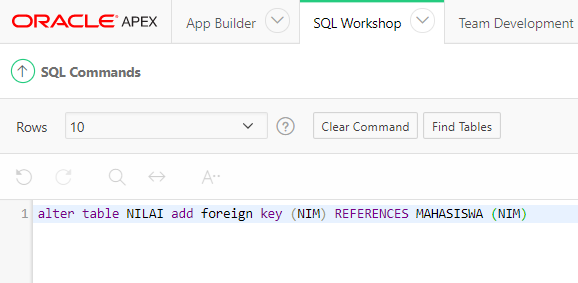 ORACLE APEX App Builder SQL Workshop Team Development
SQL Commands
Rows 10 ? Clear Command Find Tables
A
1 alter table NILAI add foreign key (NIM) REFERENCES MAHASISWA (NIM)